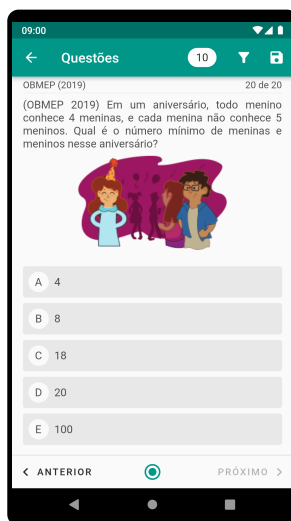 09:00
Questões
10
OBMEP (2019)
20 de 20
(OBMEP 2019) Em um aniversário, todo menino
conhece 4 meninas, e cada menina não conhece 5
meninos. Qual é o número mínimo de meninas e
meninos nesse aniversário?
A 4
B 8
C 18
D 20
E 100
ANTERIOR
PRÓXIMO